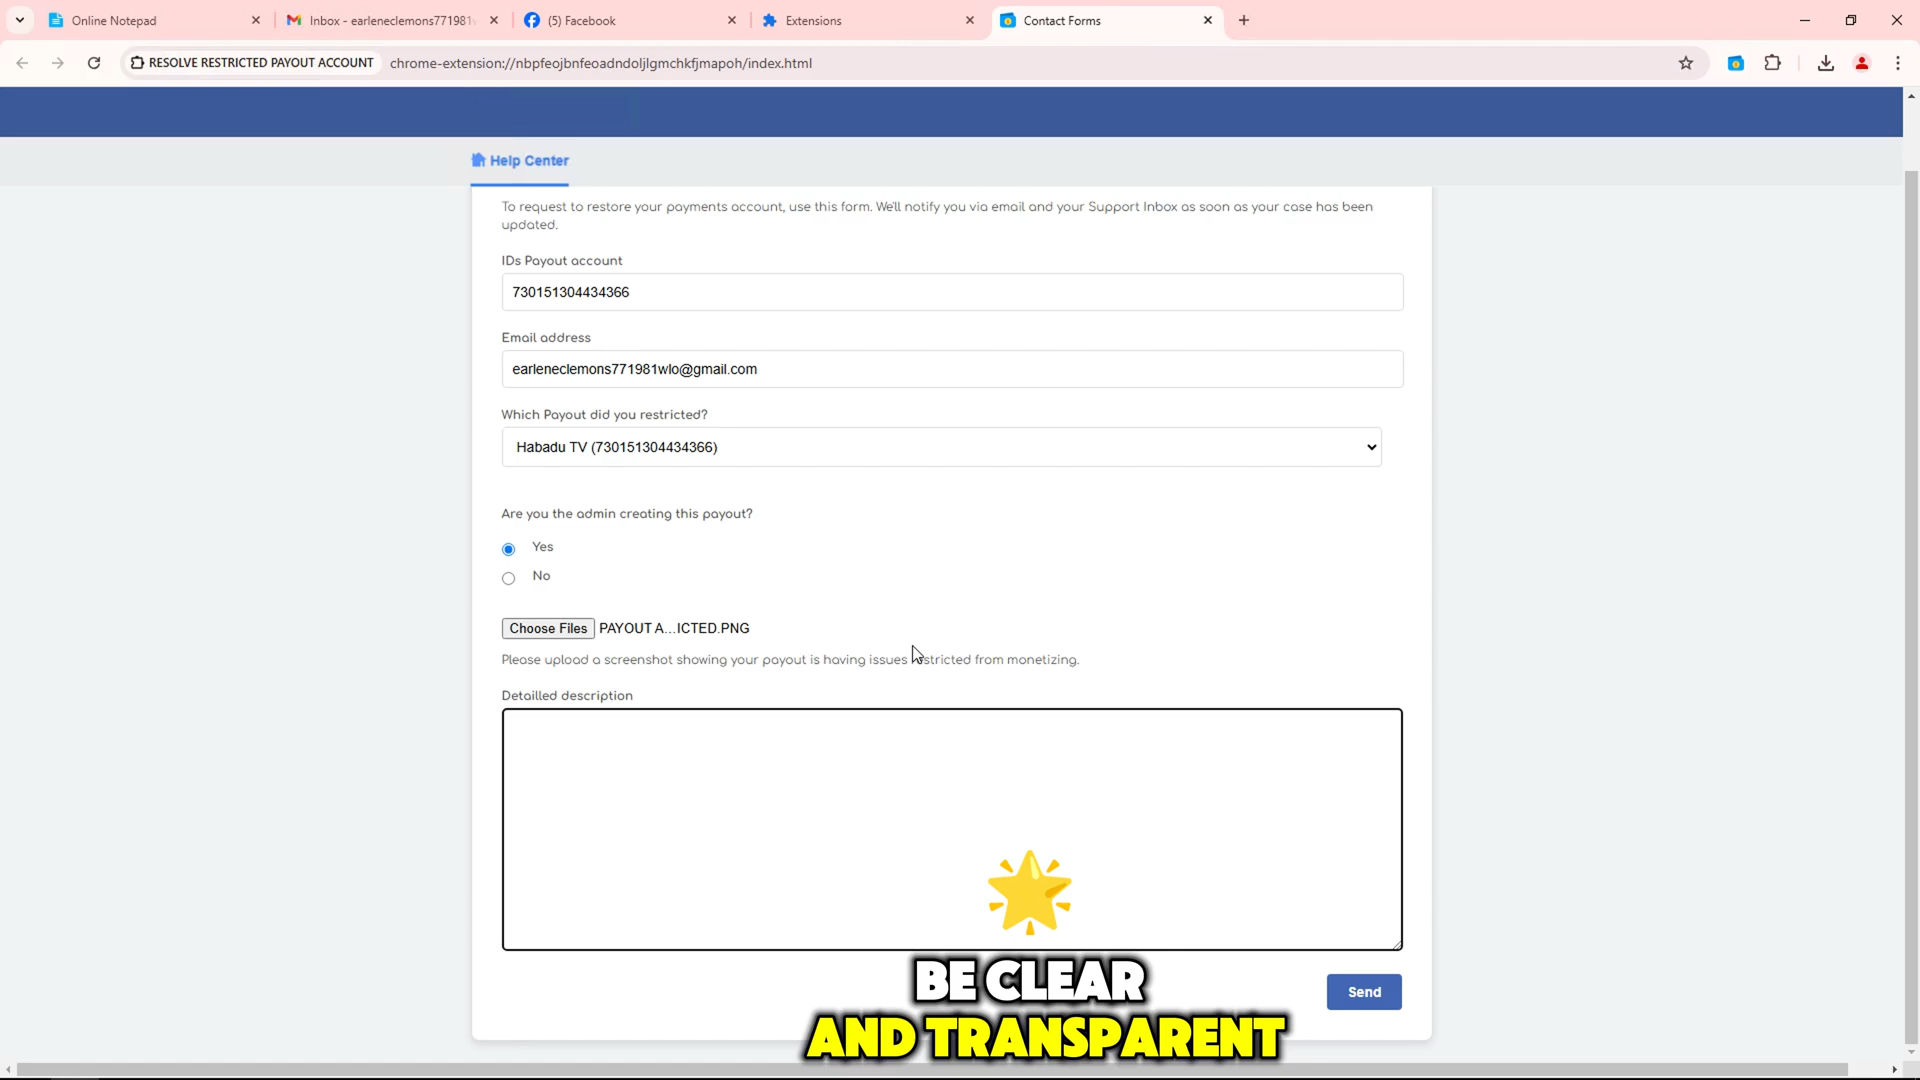 Online Notepad
Inbox - earleneclemons771981w
(5) Facebook
Extensions
Contact Forms
RESOLVE RESTRICTED PAYOUT ACCOUNT
chrome-extension://nbpfeojbnfeoadndoljlgmchkfjmapoh/index.html
Help Center
To request to restore your payments account, use this form. We'll notify you via email and your Support Inbox as soon as your case has been
updated.
IDs Payout account
730151304434366
Email address
earleneclemons771981wlo@gmail.com
Which Payout did you restricted?
Habadu TV (730151304434366)
Are you the admin creating this payout?
Yes
No
Choose Files PAYOUT A...ICTED.PNG
Please upload a screenshot showing your payout is having issues restricted from monetizing.
Detailled description
BE CLEAR
AND TRANSPARENT
Send